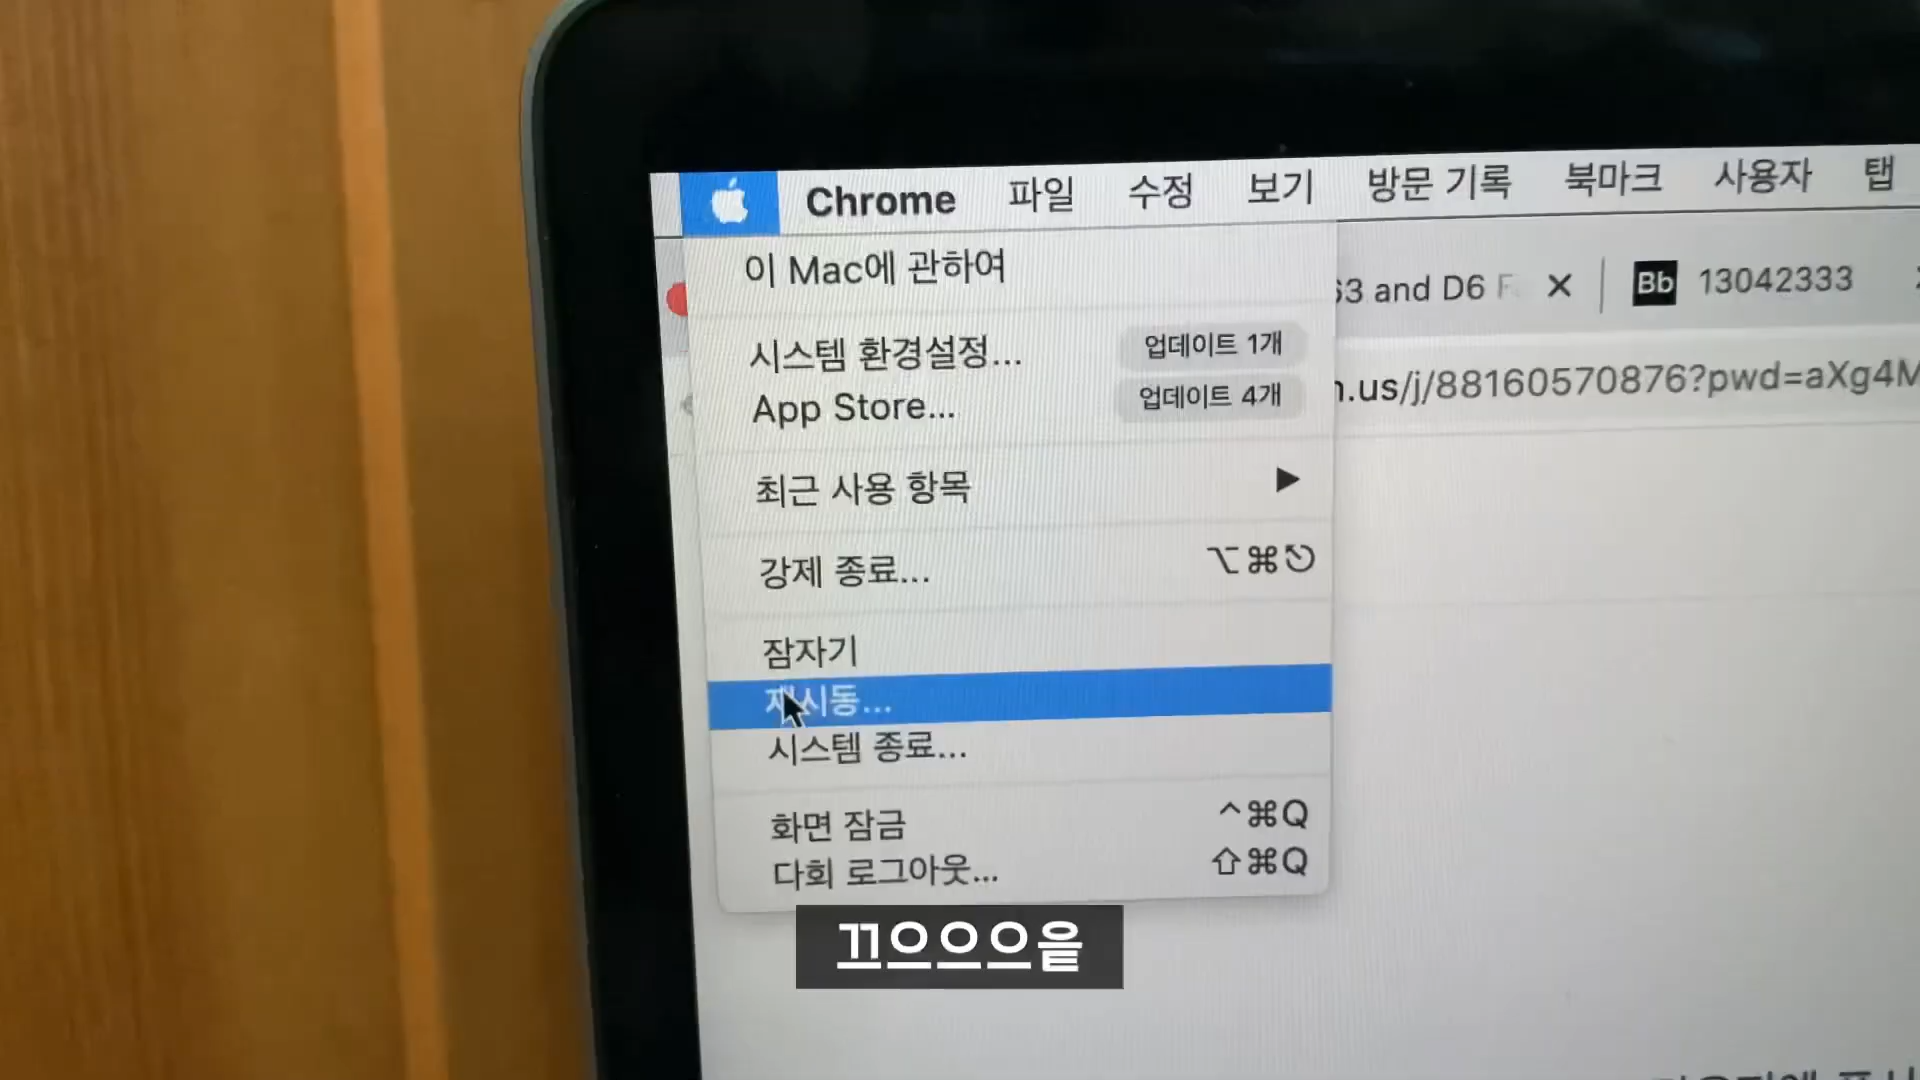 Chrome 파일 수정 보기 방문 기록 북마크 사용자 탭
이 Mac에 관하여
63 and D6 F
Bb 13042333
시스템 환경설정... 업데이트 1개
App Store... 업데이트 4개
n.us/j/88160570876?pwd=aXg4M
최근 사용 항목 ▶
강제 종료... ⌥⌘⎋
잠자기
재시동...
시스템 종료...
화면 잠금 ^⌘Q
다회 로그아웃... ⇧⌘Q
끄으으으읕